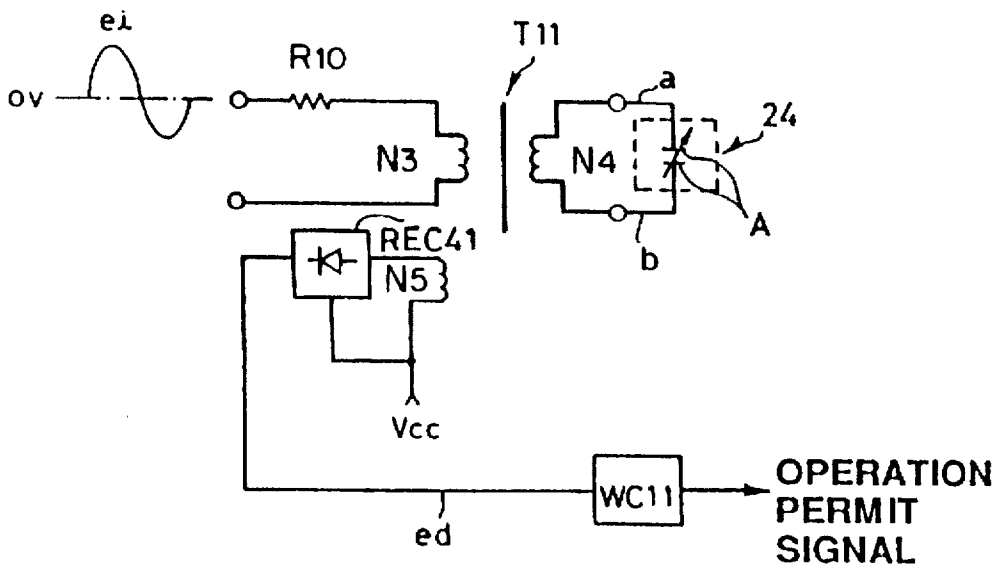 ei
0V
R10
T11
a
24
N3
N4
A
b
REC41
N5
Vcc
ed
WC11
OPERATION
PERMIT
SIGNAL